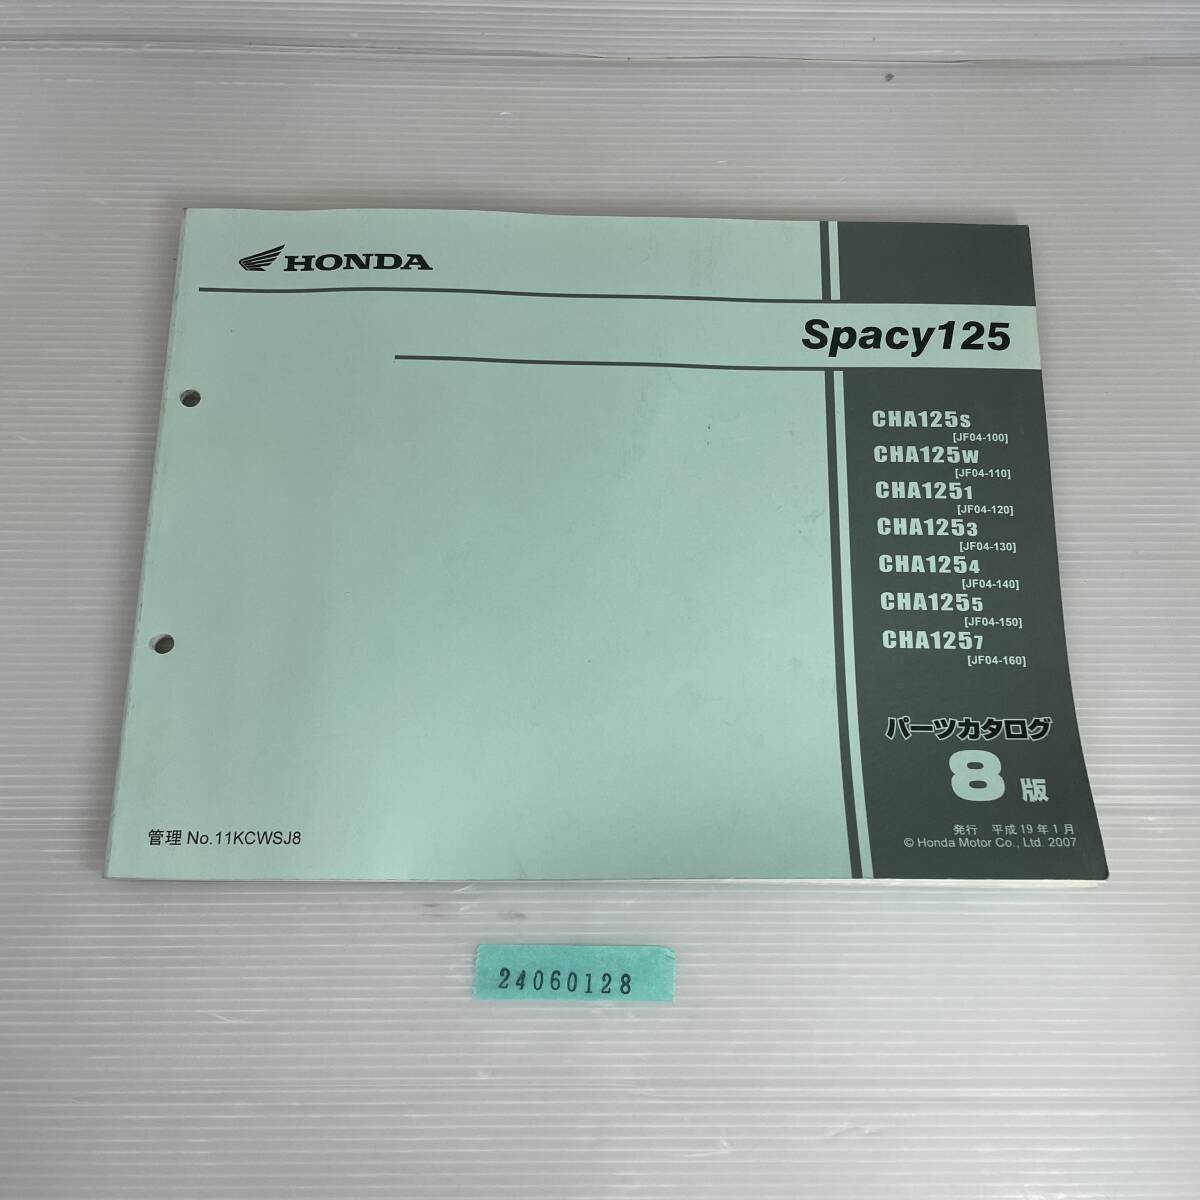 HONDA
Spacy125
CHA125S
[JF04-100]
CHA125W
[JF04-110]
CHA1251
[JF04-120]
CHA1253
[JF04-130]
CHA1254
[JF04-140]
CHA1255
[JF04-150]
CHA1257
[JF04-160]
パーツカタログ
8版
発行 平成19年1月
© Honda Motor Co., Ltd. 2007
管理 No.11KCWSJ8
24060128